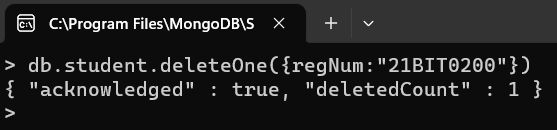 C:\Program Files\MongoDB\S
> db.student.deleteOne({regNum:"21BIT0200"})
{ "acknowledged" : true, "deletedCount" : 1 }
>